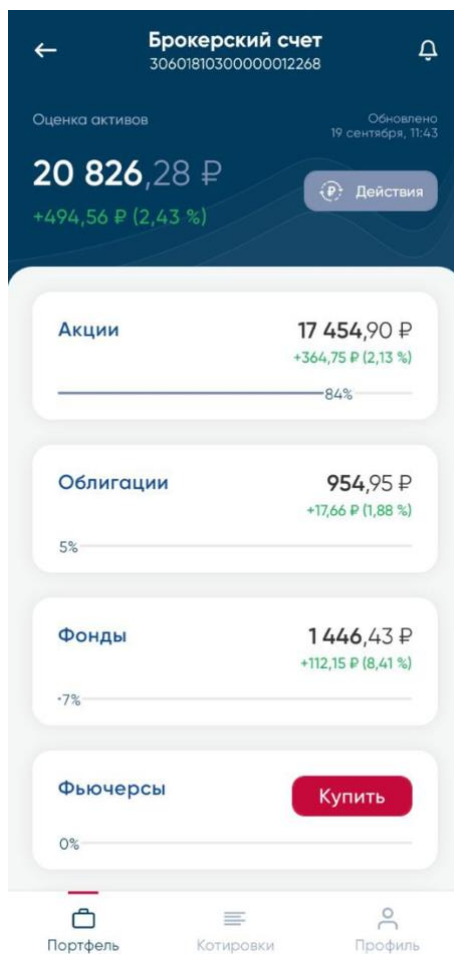 Брокерский счет
30601810300000012268
Оценка активов
Обновлено
19 сентября, 11:43
20 826,28 ₽
Действия
+494,56 ₽ (2,43 %)
Акции
17 454,90 ₽
+364,75 ₽ (2,13 %)
84%
Облигации
954,95 ₽
+17,66 ₽ (1,88 %)
5%
Фонды
1 446,43 ₽
+112,15 ₽ (8,41 %)
7%
Фьючерсы
Купить
0%
Портфель
Котировки
Профиль